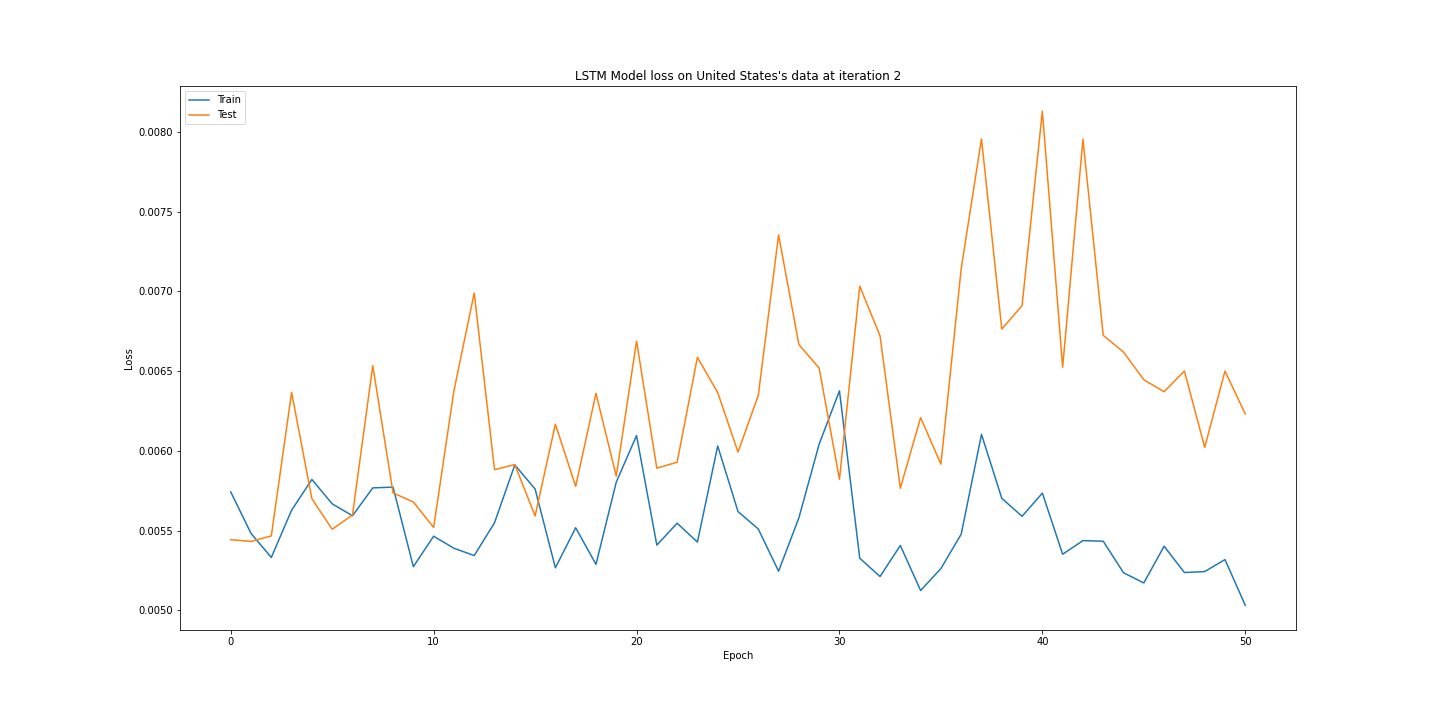 LSTM Model loss on United States's data at iteration 2
Train
Test
0.0080
0.0075
0.0070
0.0065
0.0060
0.0055
0.0050
Loss
0 10 20 30 40 50
Epoch